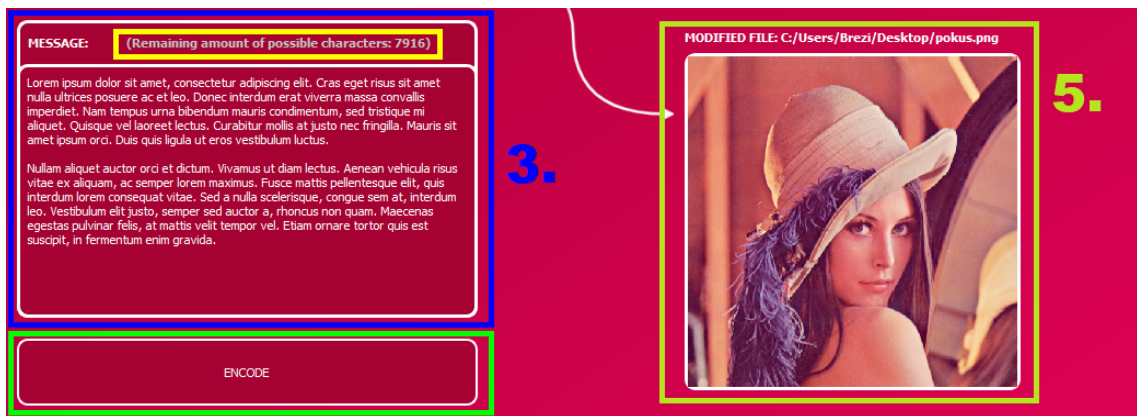 MESSAGE: (Remaining amount of possible characters: 7916)
Lorem ipsum dolor sit amet, consectetur adipiscing elit. Cras eget risus sit amet
nulla ultrices posuere ac et leo. Donec interdum erat viverra massa convallis
imperdiet. Nam tempus urna bibendum mauris condimentum, sed tristique mi
aliquet. Quisque vel laoreet lectus. Curabitur mollis at justo nec fringilla. Mauris sit
amet ipsum orci. Duis quis ligula ut eros vestibulum luctus.
Nullam aliquet auctor orci et dictum. Vivamus ut diam lectus. Aenean vehicula risus
vitae ex aliquam, ac semper lorem maximus. Fusce mattis pellentesque elit, quis
interdum lorem consequat vitae. Sed a nulla scelerisque, congue sem at, interdum
leo. Vestibulum elit justo, semper sed auctor a, rhoncus non quam. Maecenas
egestas pulvinar felis, at mattis velit tempor vel. Etiam ornare tortor quis est
suscipit, in fermentum enim gravida.
3.
ENCODE
MODIFIED FILE: C:/Users/Brezi/Desktop/pokus.png
5.